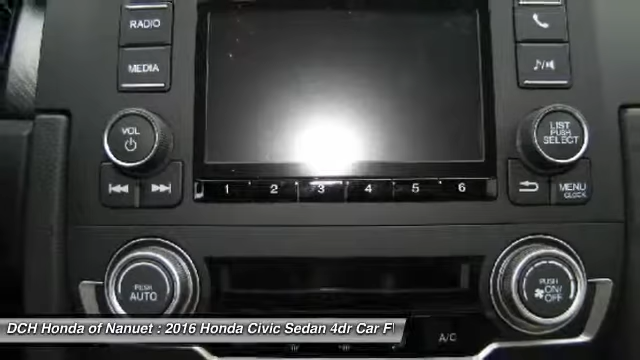 RADIO
MEDIA
VOL
LIST
PUSH
SELECT
1 2 3 4 5 6
MENU
CLOCK
PUSH
AUTO
PUSH
ON/
OFF
A/C
DCH Honda of Nanuet : 2016 Honda Civic Sedan 4dr Car F